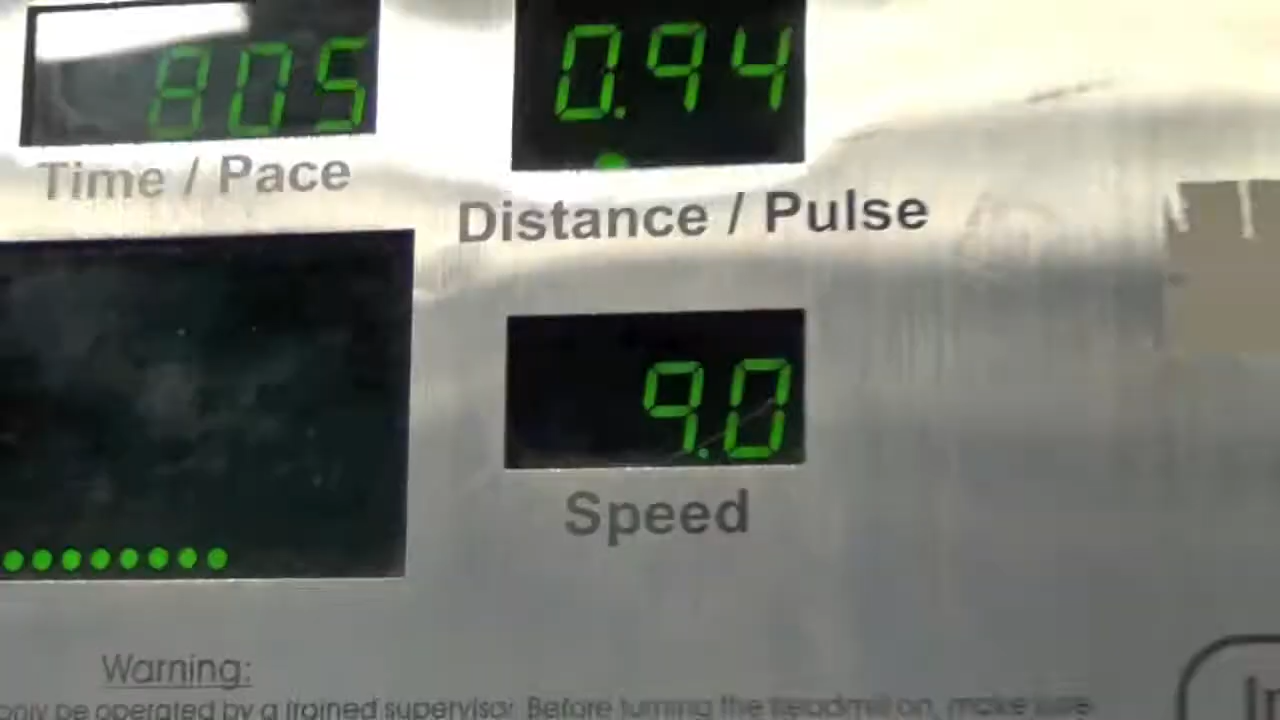 805
0.94
Time / Pace
Distance / Pulse
9.0
Speed
Warning:
only be operated by a trained supervisor. Before turning the treadmill on, make sure